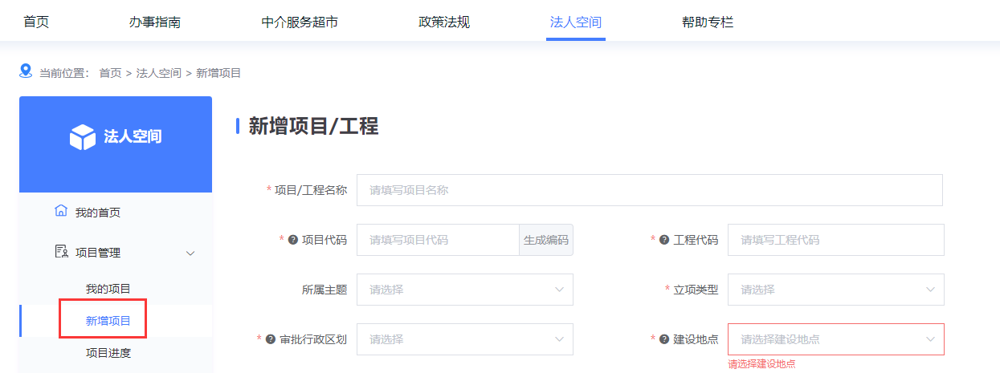 首页 办事指南 中介服务超市 政策法规 法人空间 帮助专栏
当前位置： 首页 > 法人空间 > 新增项目
法人空间
我的首页
项目管理
我的项目
新增项目
项目进度
新增项目/工程
* 项目/工程名称 请填写项目名称
* ? 项目代码 请填写项目代码 生成编码 * ? 工程代码 请填写工程代码
所属主题 请选择 * 立项类型 请选择
* ? 审批行政区划 请选择 * ? 建设地点 请选择建设地点
请选择建设地点